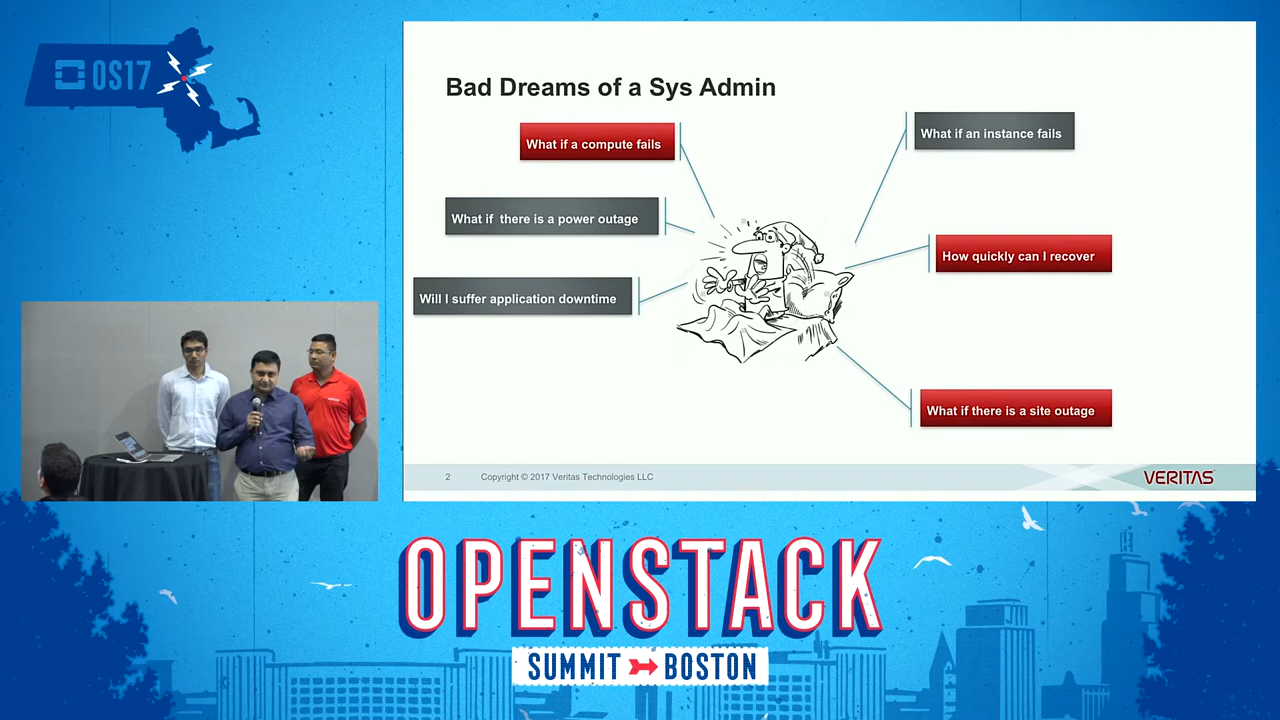 OS17
Bad Dreams of a Sys Admin
What if a compute fails
What if an instance fails
What if there is a power outage
How quickly can I recover
Will I suffer application downtime
What if there is a site outage
2
Copyright © 2017 Veritas Technologies LLC
VERITAS
OPENSTACK
SUMMIT BOSTON